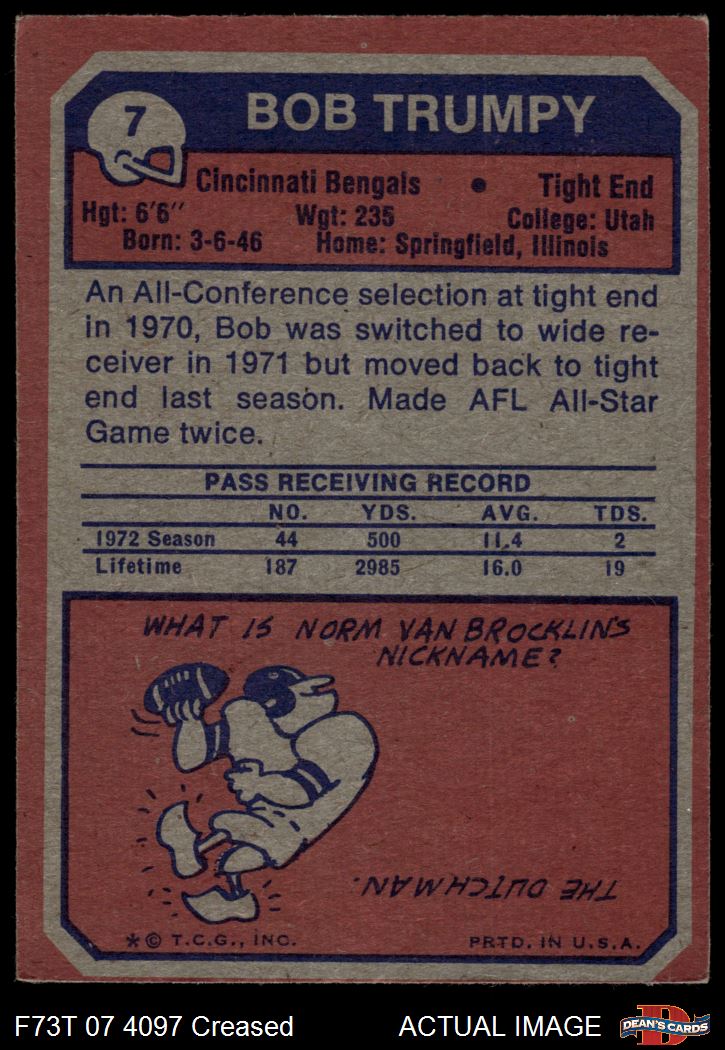 7
BOB TRUMPY
Cincinnati Bengals • Tight End
Hgt: 6'6" Wgt: 235 College: Utah
Born: 3-6-46 Home: Springfield, Illinois
An All-Conference selection at tight end
in 1970, Bob was switched to wide re-
ceiver in 1971 but moved back to tight
end last season. Made AFL All-Star
Game twice.
PASS RECEIVING RECORD
NO. YDS. AVG. TDS.
1972 Season 44 500 11.4 2
Lifetime 187 2985 16.0 19
WHAT IS NORM VAN BROCKLIN'S
NICKNAME?
THE DUTCHMAN.
* © T.C.G., INC. PRTD. IN U.S.A.
F73T 07 4097 Creased ACTUAL IMAGE
D
DEAN'S CARDS